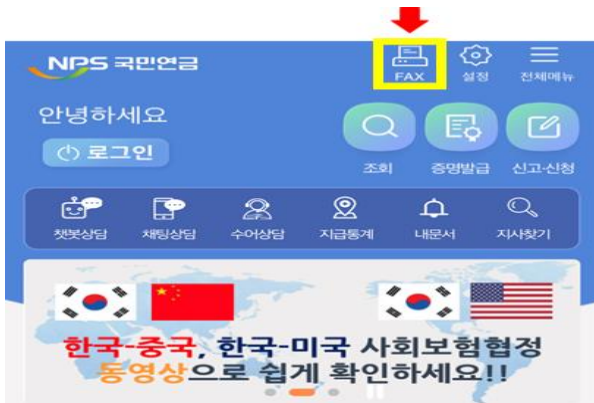 NPS 국민연금
FAX 설정 전체메뉴
안녕하세요
로그인
조회 증명발급 신고·신청
챗봇상담 채팅상담 수어상담 지급통계 내문서 지사찾기
한국-중국, 한국-미국 사회보험협정
동영상으로 쉽게 확인하세요!!